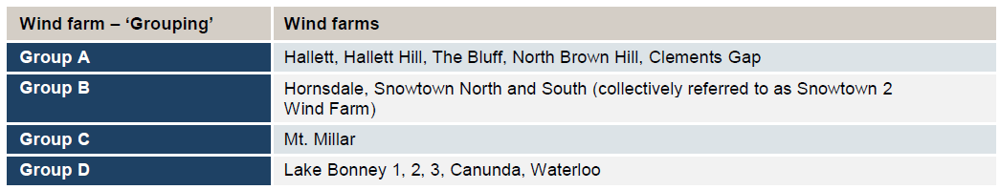 Wind farm – ‘Grouping’ Wind farms
Group A Hallett, Hallett Hill, The Bluff, North Brown Hill, Clements Gap
Group B Hornsdale, Snowtown North and South (collectively referred to as Snowtown 2
Wind Farm)
Group C Mt. Millar
Group D Lake Bonney 1, 2, 3, Canunda, Waterloo